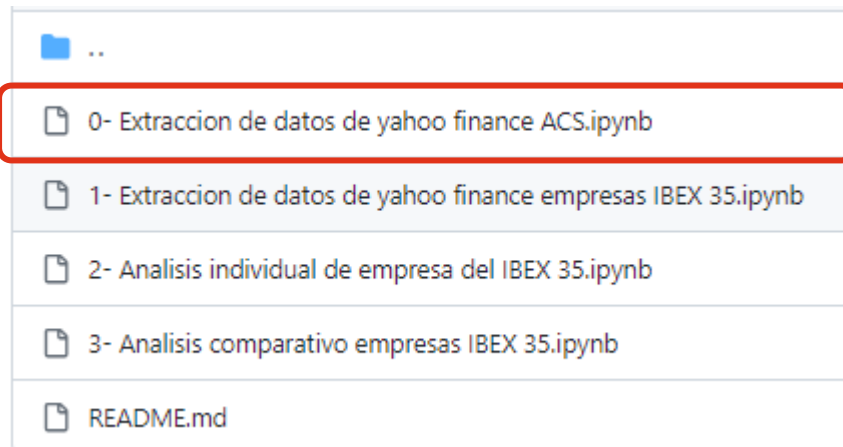 ..
0- Extraccion de datos de yahoo finance ACS.ipynb
1- Extraccion de datos de yahoo finance empresas IBEX 35.ipynb
2- Analisis individual de empresa del IBEX 35.ipynb
3- Analisis comparativo empresas IBEX 35.ipynb
README.md